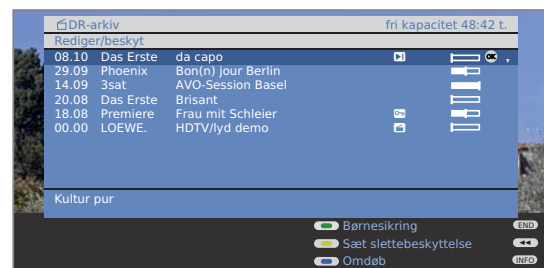 DR-arkiv fri kapacitet 48:42 t.
Rediger/beskyt
08.10 Das Erste da capo OK
29.09 Phoenix Bon(n) jour Berlin
14.09 3sat AVO-Session Basel
20.08 Das Erste Brisant
18.08 Premiere Frau mit Schleier
00.00 LOEWE. HDTV/lyd demo
Kultur pur
Børnesikring END
Sæt slettebeskyttelse
Omdøb INFO